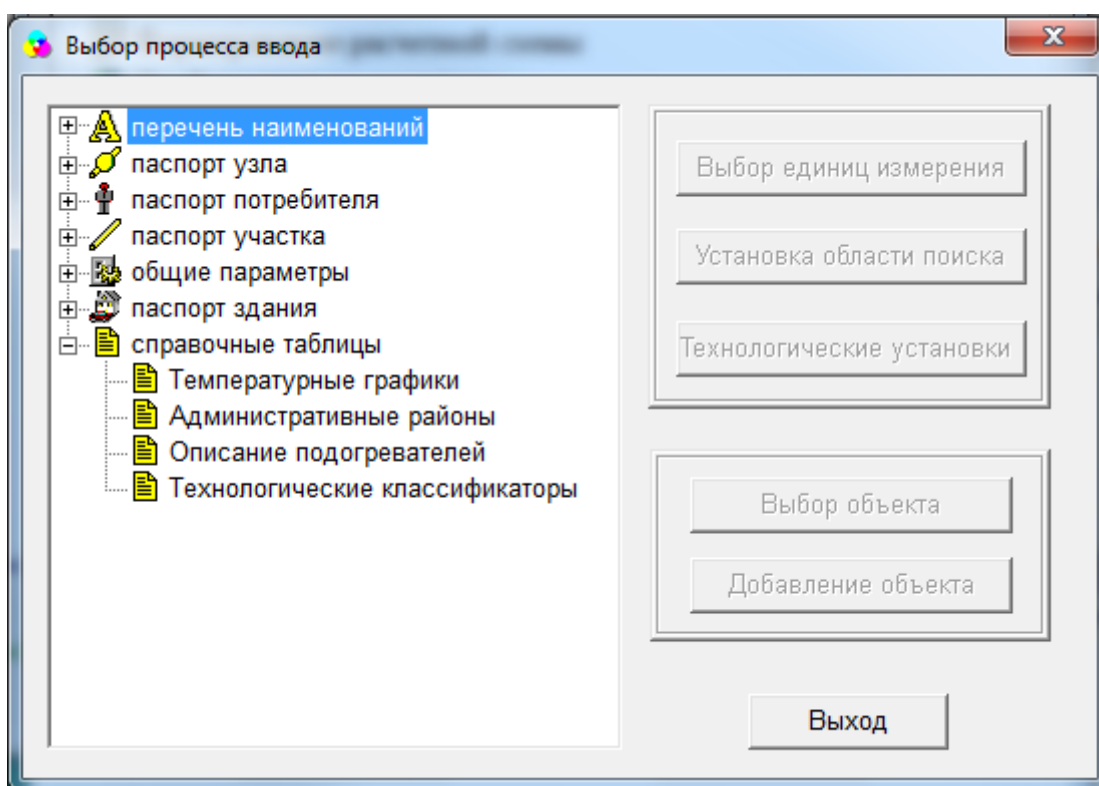 Выбор процесса ввода
перечень наименований
паспорт узла
паспорт потребителя
паспорт участка
общие параметры
паспорт здания
справочные таблицы
Температурные графики
Административные районы
Описание подогревателей
Технологические классификаторы
Выбор единиц измерения
Установка области поиска
Технологические установки
Выбор объекта
Добавление объекта
Выход